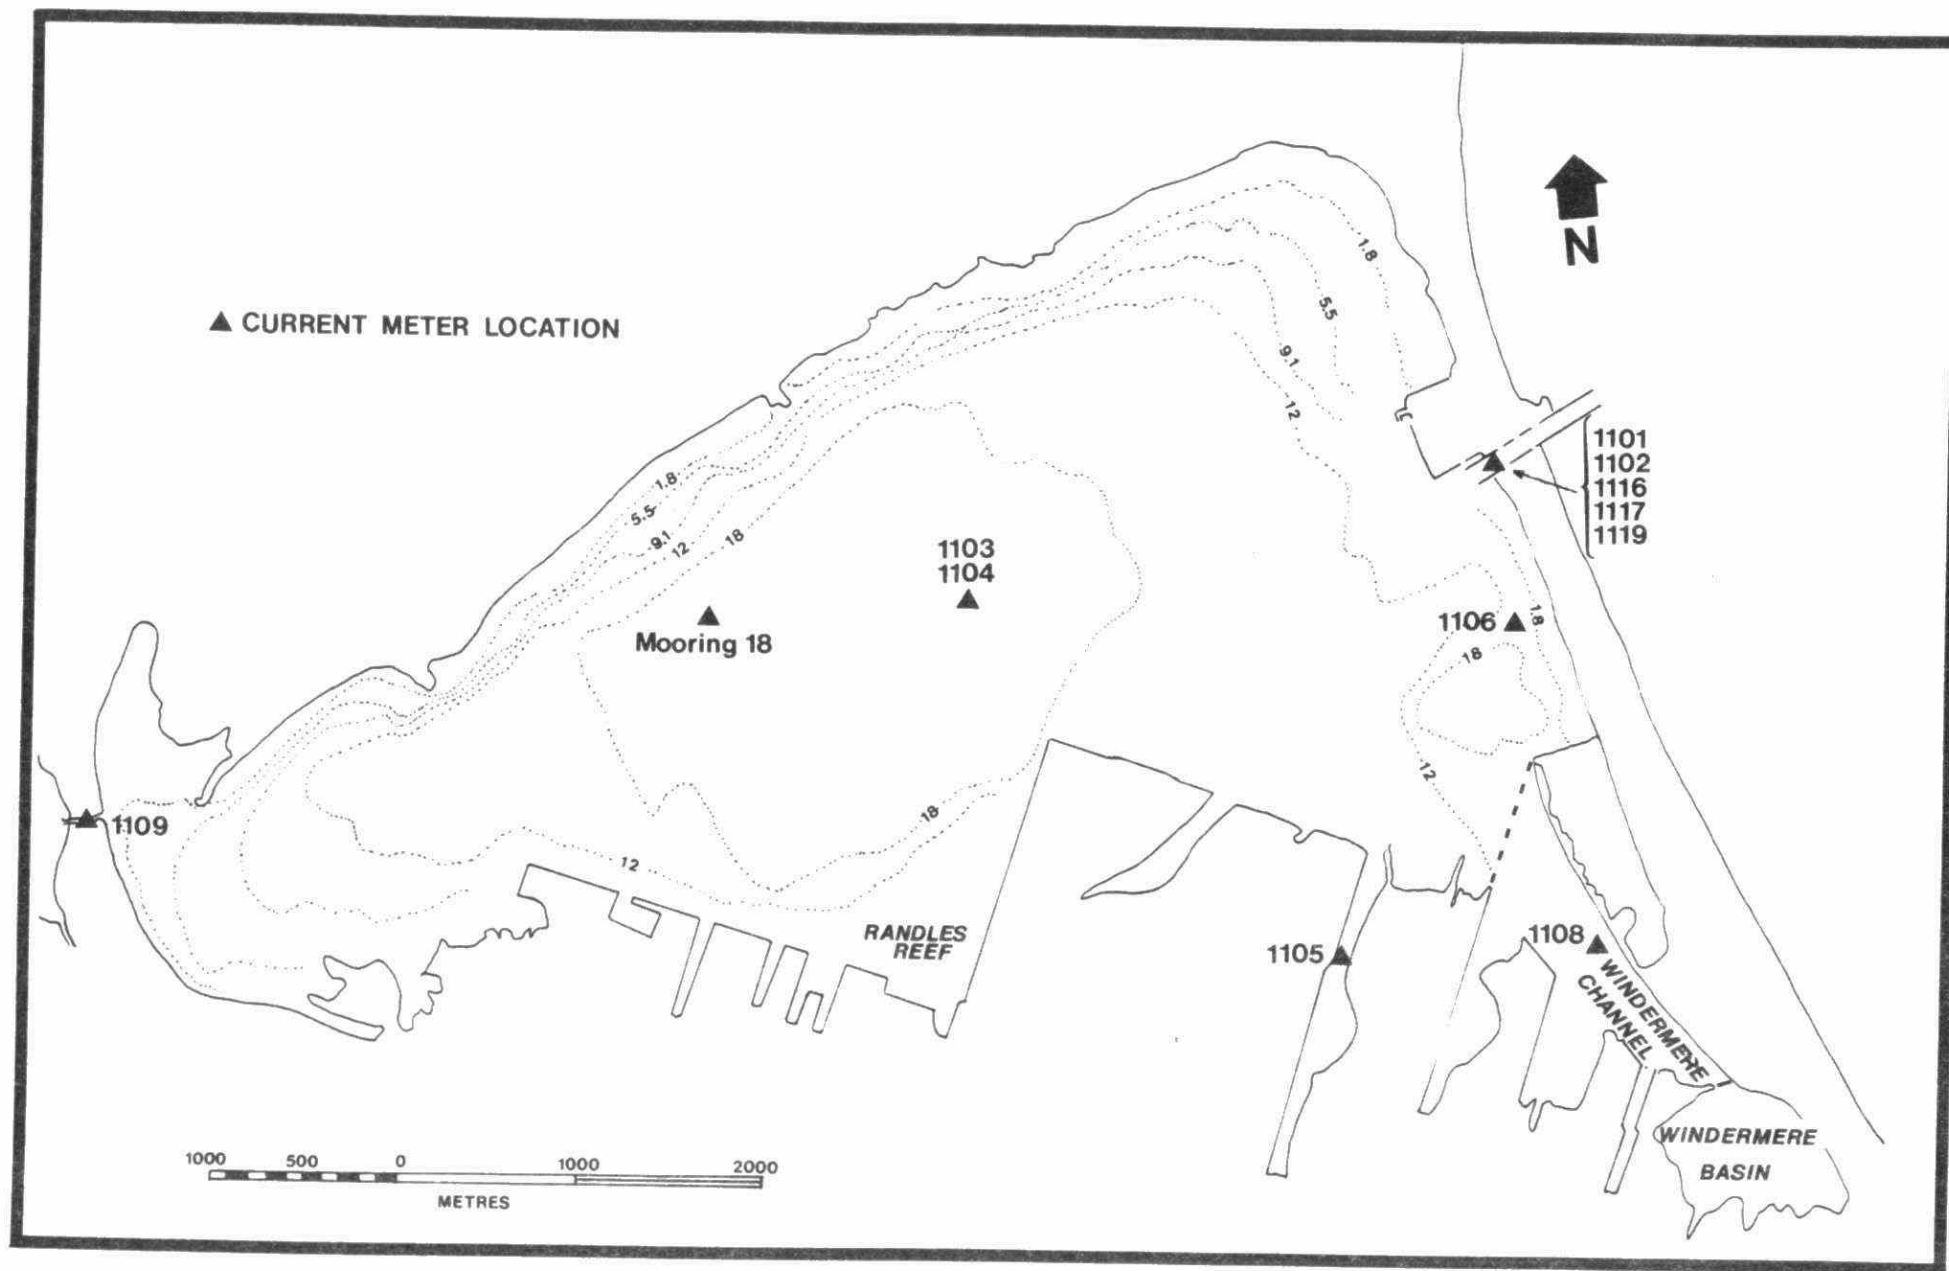 N
▲ CURRENT METER LOCATION
1.8
5.5
9.1
12
1101
1102
1116
1117
1119
1.8
5.5
9.1
12
18
1103
1104
Mooring 18
1106
1.8
18
12
1109
18
12
RANDLES
REEF
1105
1108
WINDERMERE
CHANNEL
WINDERMERE
BASIN
1000 500 0 1000 2000
METRES